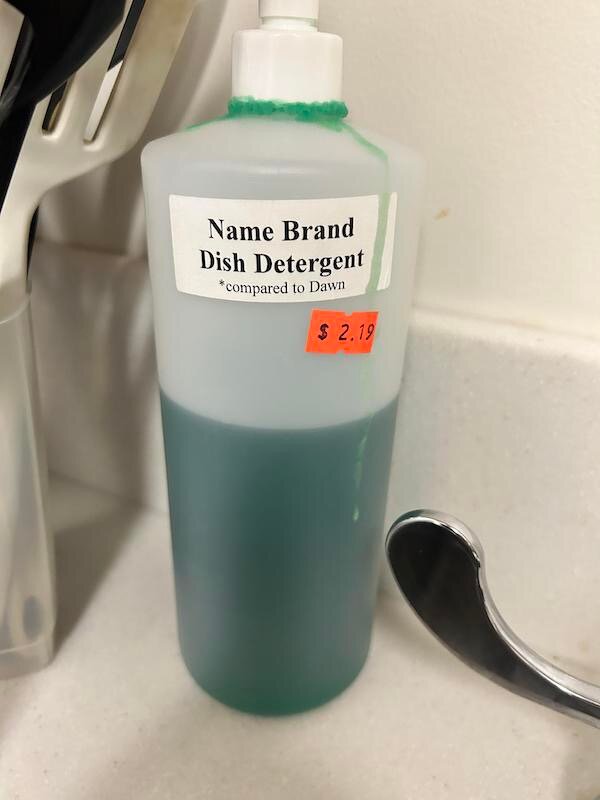 Name Brand
Dish Detergent
*compared to Dawn
$ 2.19